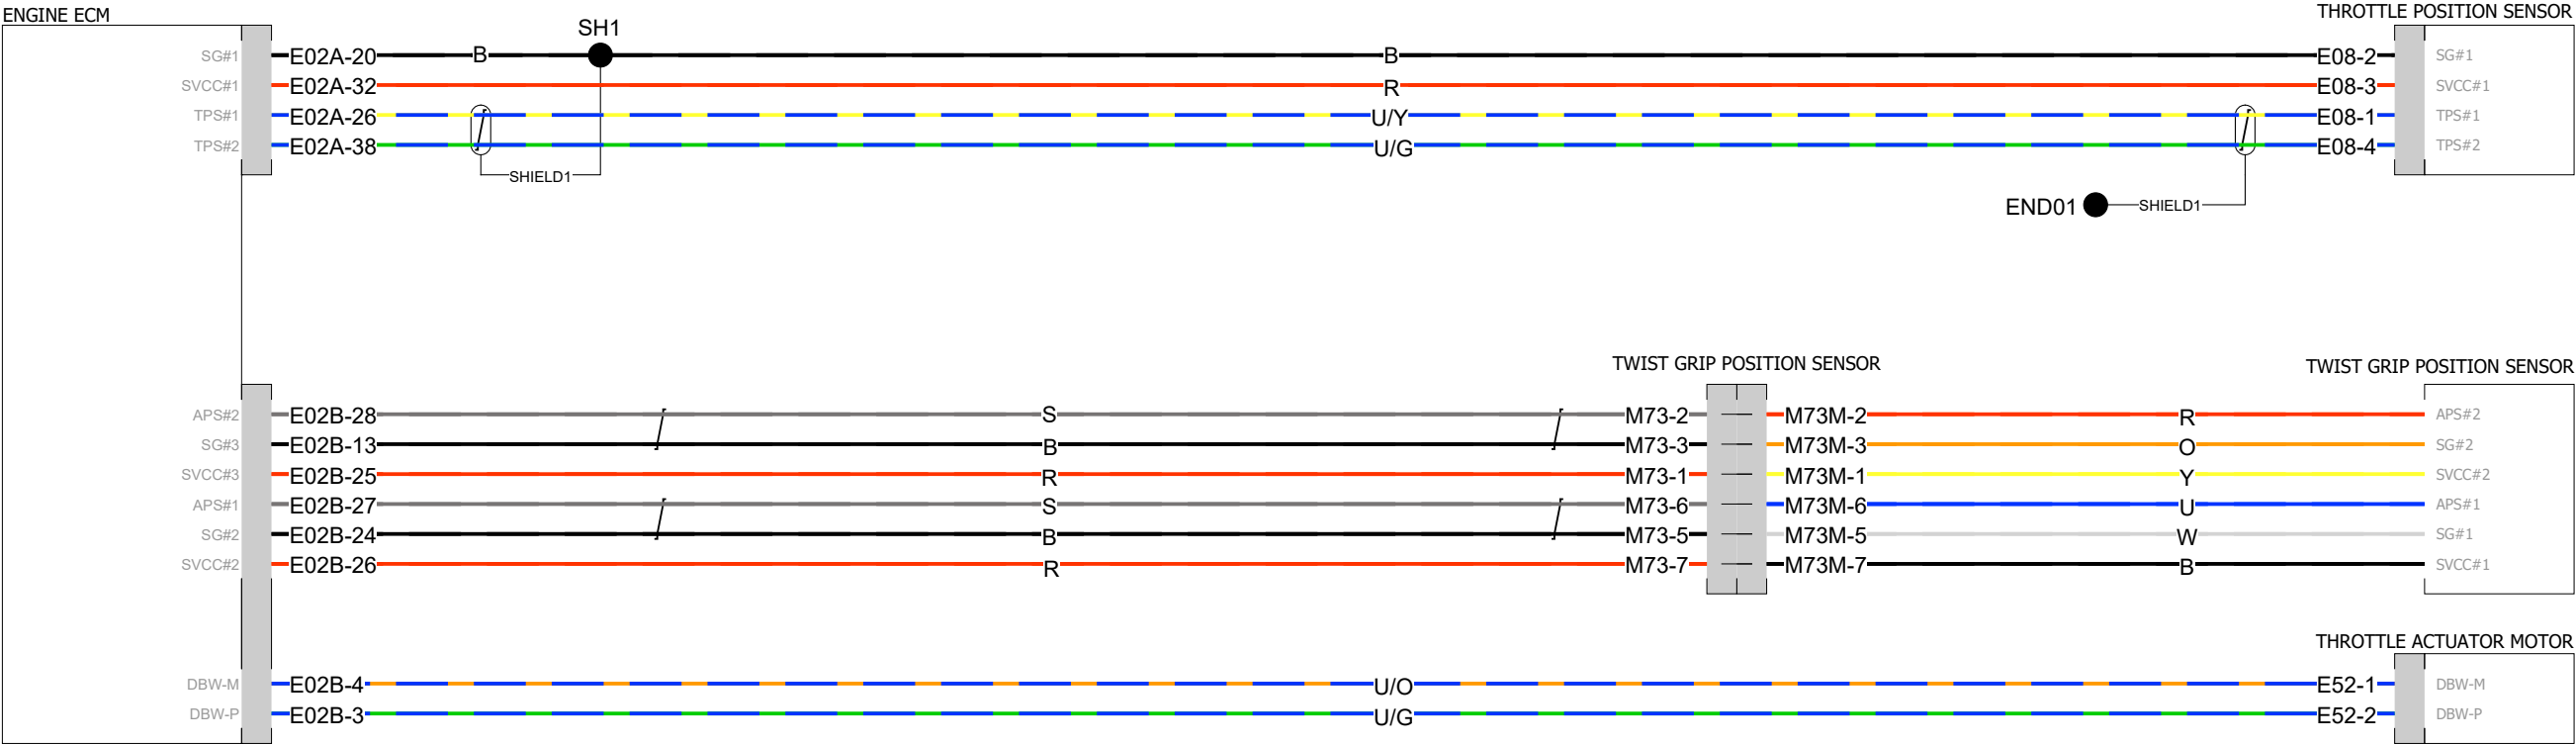 ENGINE ECM
THROTTLE POSITION SENSOR
SH1
SG#1 E02A-20 B B E08-2 SG#1
SVCC#1 E02A-32 R E08-3 SVCC#1
TPS#1 E02A-26 U/Y E08-1 TPS#1
TPS#2 E02A-38 U/G E08-4 TPS#2
SHIELD1
END01 SHIELD1
TWIST GRIP POSITION SENSOR
TWIST GRIP POSITION SENSOR
APS#2 E02B-28 S M73-2 M73M-2 R APS#2
SG#3 E02B-13 B M73-3 M73M-3 O SG#2
SVCC#3 E02B-25 R M73-1 M73M-1 Y SVCC#2
APS#1 E02B-27 S M73-6 M73M-6 U APS#1
SG#2 E02B-24 B M73-5 M73M-5 W SG#1
SVCC#2 E02B-26 R M73-7 M73M-7 B SVCC#1
THROTTLE ACTUATOR MOTOR
DBW-M E02B-4 U/O E52-1 DBW-M
DBW-P E02B-3 U/G E52-2 DBW-P